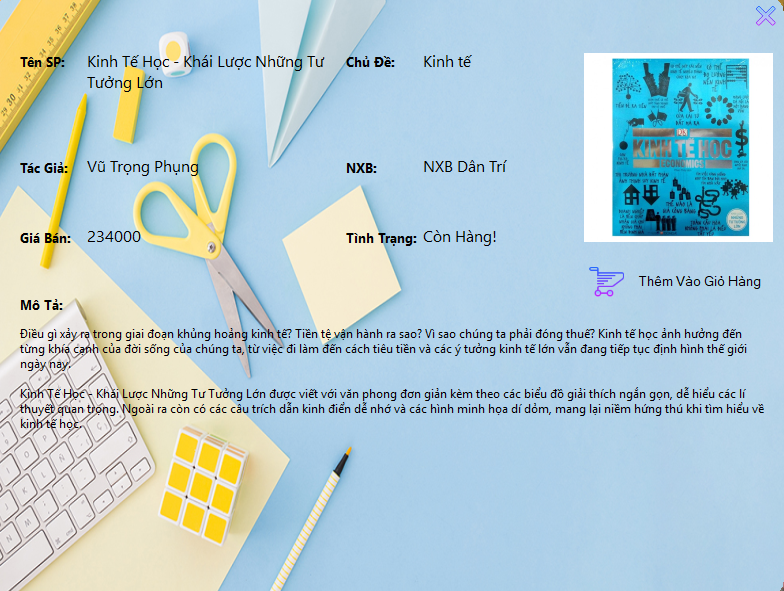 Tên SP: Kinh Tế Học - Khái Lược Những Tư Tưởng Lớn
Chủ Đề: Kinh tế
Tác Giả: Vũ Trọng Phụng
NXB: NXB Dân Trí
Giá Bán: 234000
Tình Trạng: Còn Hàng!
KINH TẾ HỌC
ECONOMICS
Thêm Vào Giỏ Hàng
Mô Tả:
Điều gì xảy ra trong giai đoạn khủng hoảng kinh tế? Tiền tệ vận hành ra sao? Vì sao chúng ta phải đóng thuế? Kinh tế học ảnh hưởng đến
từng khía cạnh của đời sống của chúng ta, từ việc đi làm đến cách tiêu tiền và các ý tưởng kinh tế lớn vẫn đang tiếp tục định hình thế giới
ngày nay.
Kinh Tế Học - Khái Lược Những Tư Tưởng Lớn được viết với văn phong đơn giản kèm theo các biểu đồ giải thích ngắn gọn, dễ hiểu các lí
thuyết quan trọng. Ngoài ra còn có các câu trích dẫn kinh điển dễ nhớ và các hình minh họa dí dỏm, mang lại niềm hứng thú khi tìm hiểu về
kinh tế học.
30